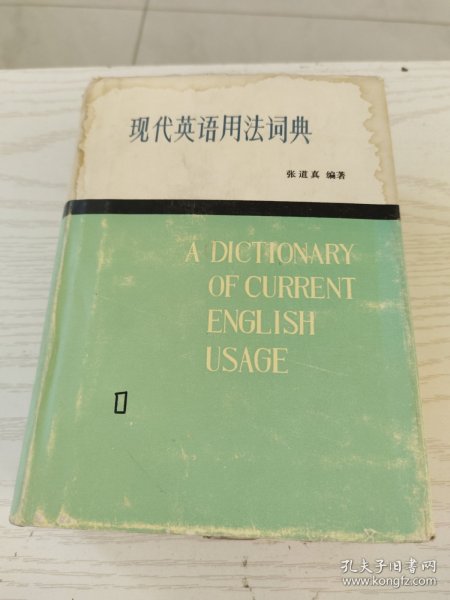 现代英语用法词典
张道真 编著
A DICTIONARY
OF CURRENT
ENGLISH
USAGE
孔夫子旧书网
www.kongfz.com